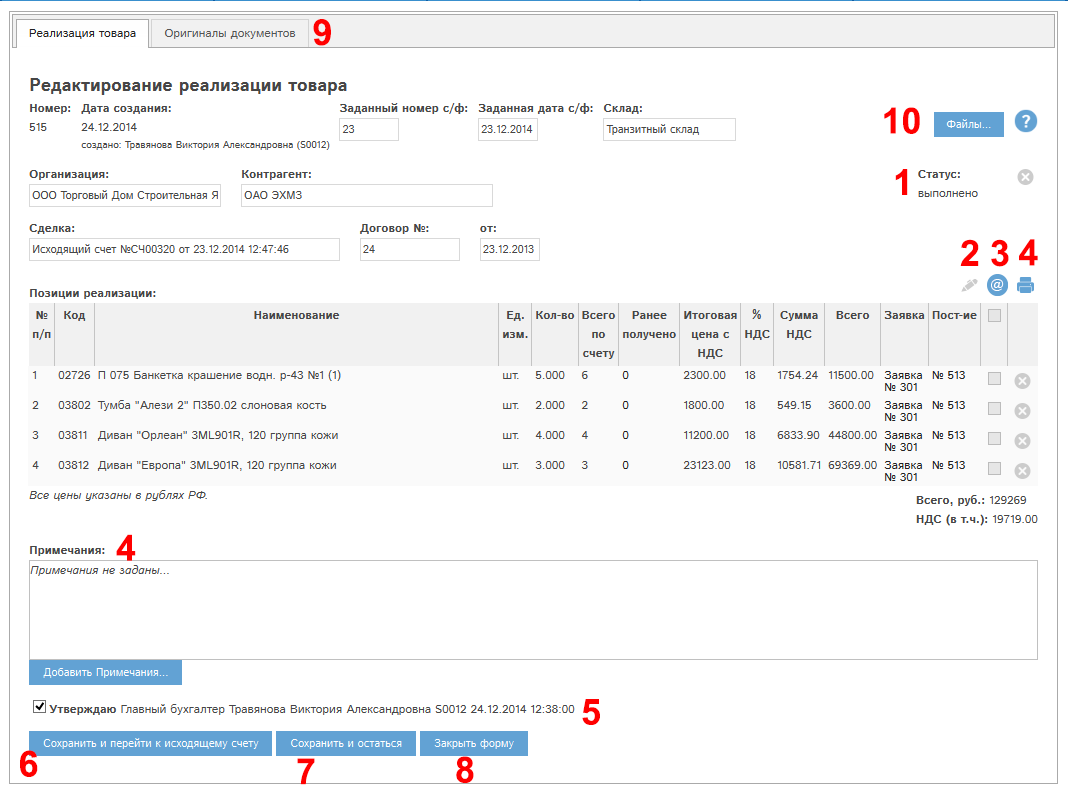 Реализация товара Оригиналы документов 9
Редактирование реализации товара
Номер: Дата создания: Заданный номер с/ф: Заданная дата с/ф: Склад:
515 24.12.2014 23 23.12.2014 Транзитный склад 10 Файлы... ?
создано: Травянова Виктория Александровна (S0012)
Организация: Контрагент: 1 Статус:
ООО Торговый Дом Строительная Я ОАО ЭХМЗ выполнено
Сделка: Договор №: от:
Исходящий счет №СЧ00320 от 23.12.2014 12:47:46 24 23.12.2013
2 3 4
@
Позиции реализации:
№ п/п Код Наименование Ед. изм. Кол-во Всего по счету Ранее получено Итоговая цена с НДС % НДС Сумма НДС Всего Заявка Пост-ие
1 02726 П 075 Банкетка крашение водн. р-43 №1 (1) шт. 5.000 6 0 2300.00 18 1754.24 11500.00 Заявка № 301 № 513
2 03802 Тумба "Алези 2" П350.02 слоновая кость шт. 2.000 2 0 1800.00 18 549.15 3600.00 Заявка № 301 № 513
3 03811 Диван "Орлеан" 3ML901R, 120 группа кожи шт. 4.000 4 0 11200.00 18 6833.90 44800.00 Заявка № 301 № 513
4 03812 Диван "Европа" 3ML901R, 120 группа кожи шт. 3.000 3 0 23123.00 18 10581.71 69369.00 Заявка № 301 № 513
Все цены указаны в рублях РФ.
Всего, руб.: 129269
НДС (в т.ч.): 19719.00
Примечания: 4
Примечания не заданы...
Добавить Примечания...
Утверждаю Главный бухгалтер Травянова Виктория Александровна S0012 24.12.2014 12:38:00 5
Сохранить и перейти к исходящему счету Сохранить и остаться Закрыть форму
6 7 8